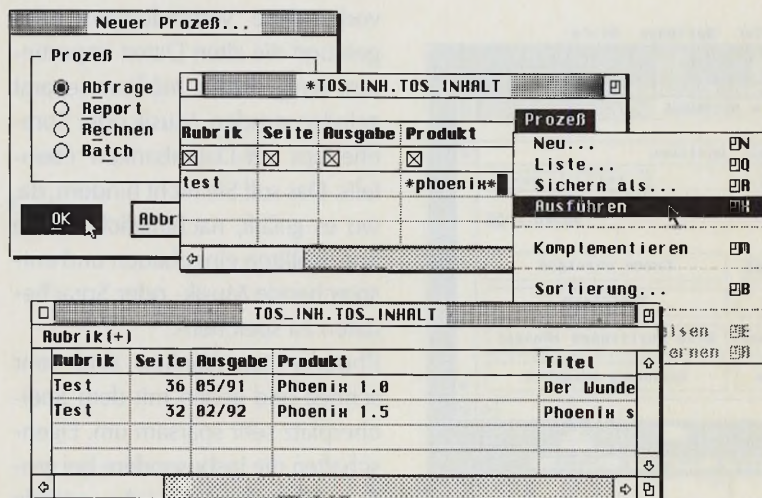 Neuer Prozeß...
Prozeß
Abfrage
Report
Rechnen
Batch
OK
Abbr
*TOS_INH.TOS_INHALT
Rubrik Seite Ausgabe Produkt
test *phoenix*
Prozeß
Neu... N
Liste... Q
Sichern als... R
Ausführen X
Komplementieren M
Sortierung... B
isen E
fernen A
TOS_INH.TOS_INHALT
Rubrik(+)
Rubrik Seite Ausgabe Produkt Titel
Test 36 05/91 Phoenix 1.0 Der Wunde
Test 32 02/92 Phoenix 1.5 Phoenix s